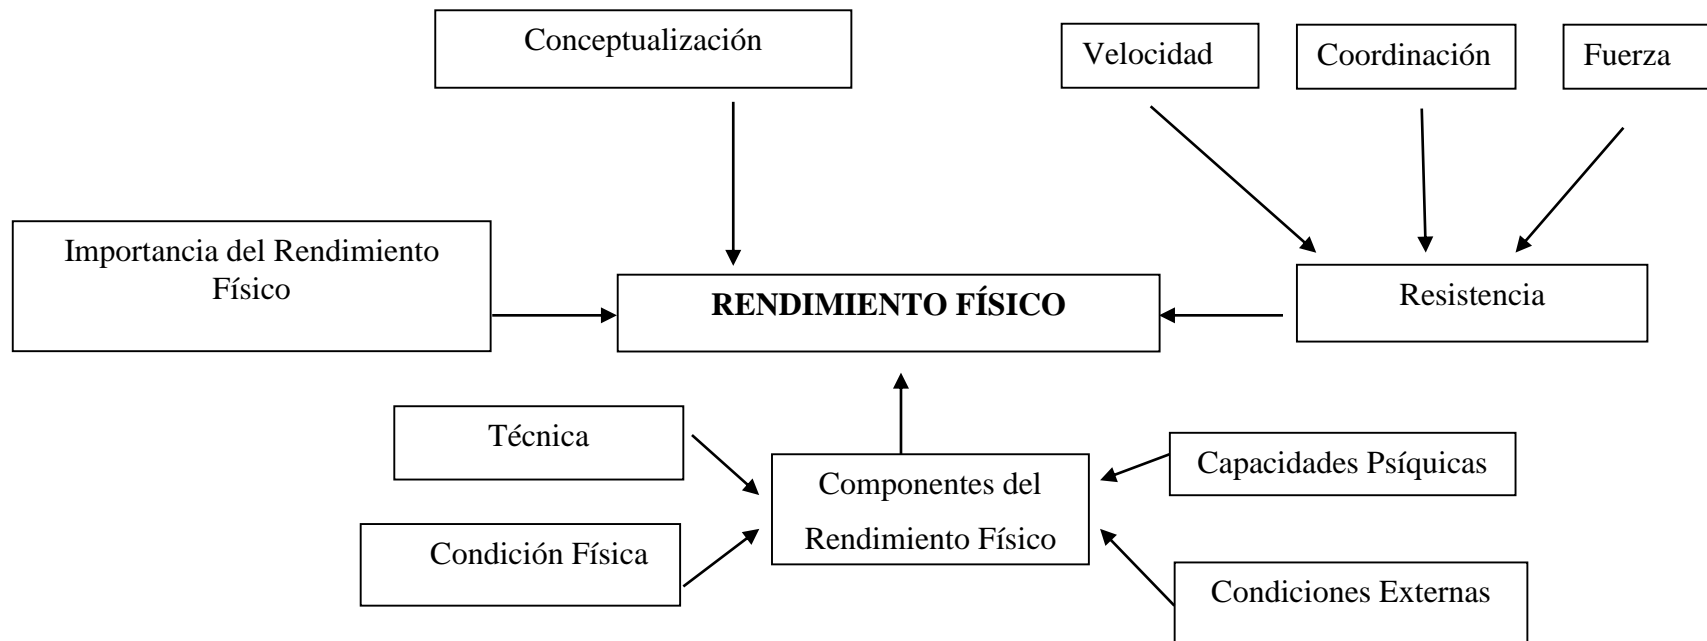 Conceptualización
Velocidad
Coordinación
Fuerza
Importancia del Rendimiento
Físico
RENDIMIENTO FÍSICO
Resistencia
Técnica
Capacidades Psíquicas
Componentes del
Rendimiento Físico
Condición Física
Condiciones Externas